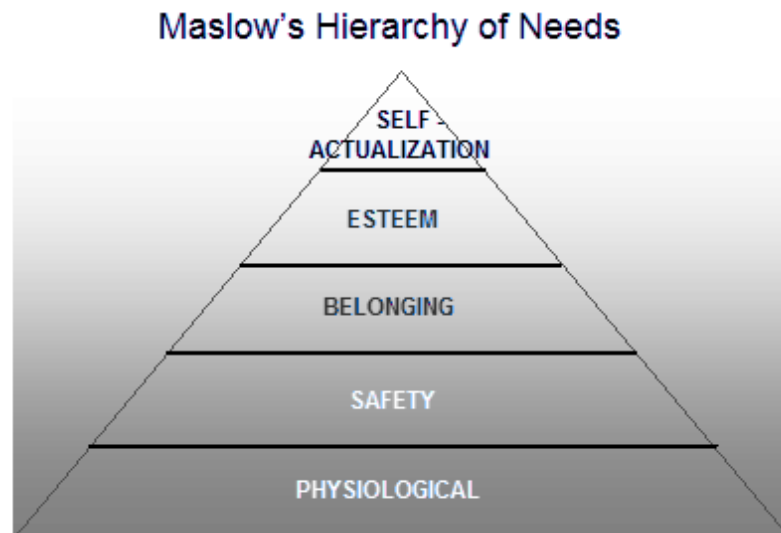 Maslow's Hierarchy of Needs
SELF -
ACTUALIZATION
ESTEEM
BELONGING
SAFETY
PHYSIOLOGICAL